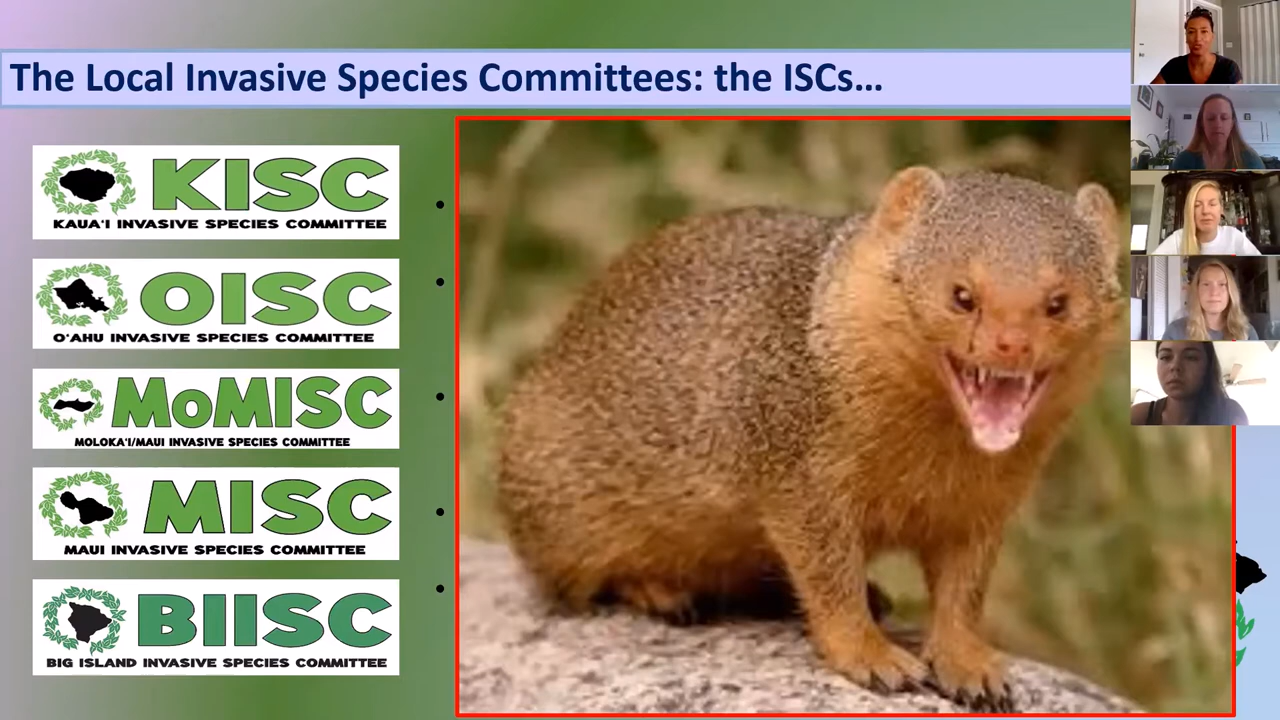 The Local Invasive Species Committees: the ISCs...
KISC
KAUA'I INVASIVE SPECIES COMMITTEE
OISC
O'AHU INVASIVE SPECIES COMMITTEE
MoMISC
MOLOKA'I/MAUI INVASIVE SPECIES COMMITTEE
MISC
MAUI INVASIVE SPECIES COMMITTEE
BIISC
BIG ISLAND INVASIVE SPECIES COMMITTEE